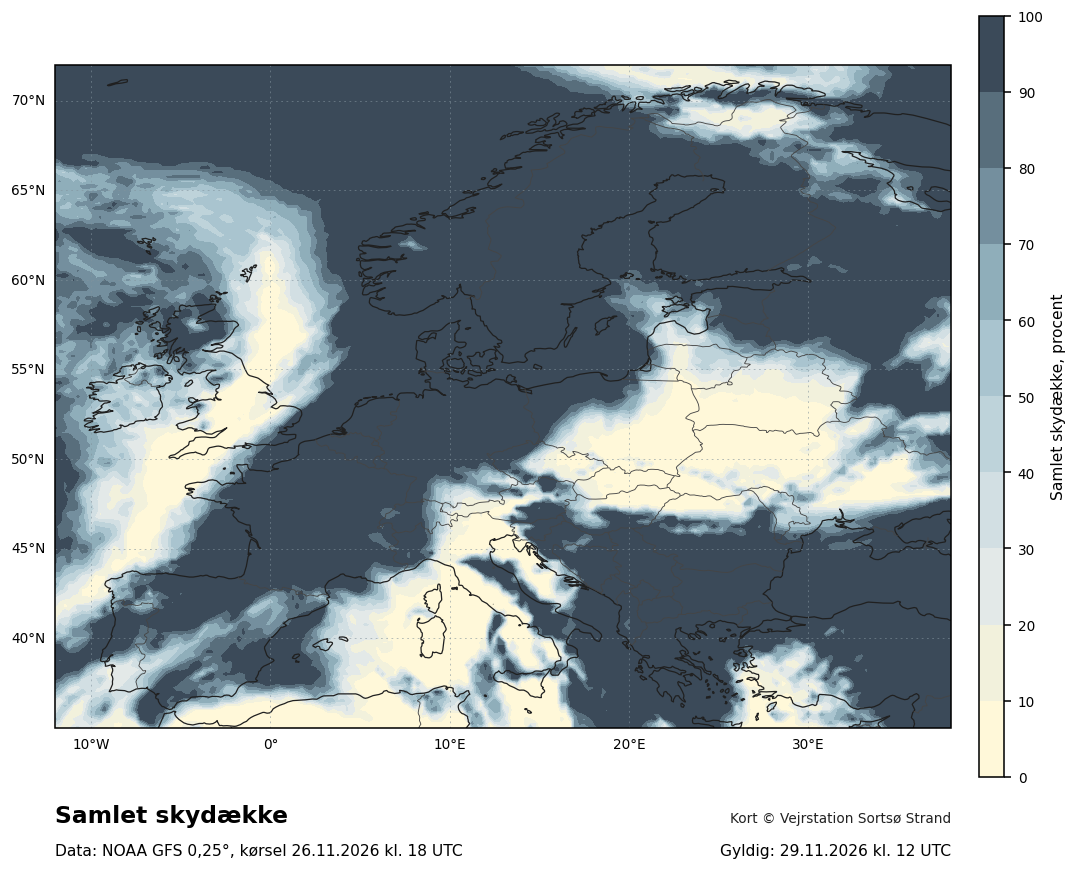 100
90
80
70
60
50
40
30
20
10
0
Samlet skydække, procent
70°N
65°N
60°N
55°N
50°N
45°N
40°N
10°W
0°
10°E
20°E
30°E
Samlet skydække
Kort © Vejrstation Sortsø Strand
Data: NOAA GFS 0,25°, kørsel 26.11.2026 kl. 18 UTC
Gyldig: 29.11.2026 kl. 12 UTC